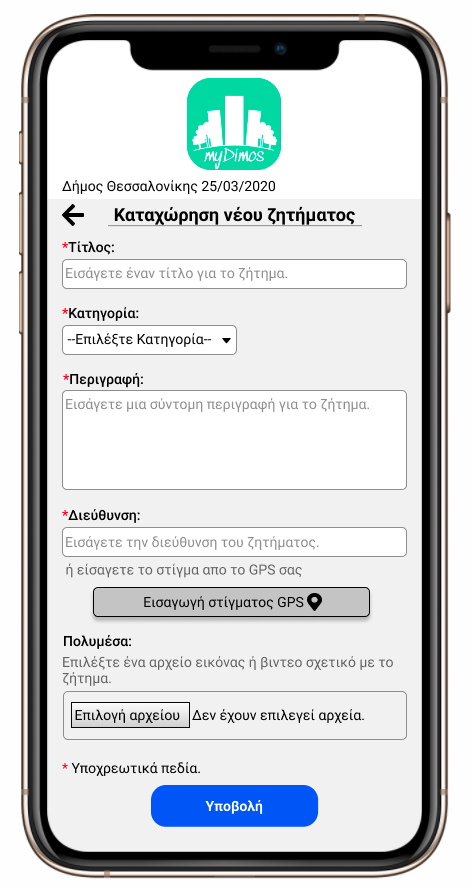 myDimos
Δήμος Θεσσαλονίκης 25/03/2020
Καταχώρηση νέου ζητήματος
*Τίτλος:
Εισάγετε έναν τίτλο για το ζήτημα.
*Κατηγορία:
--Επιλέξτε Κατηγορία--
*Περιγραφή:
Εισάγετε μια σύντομη περιγραφή για το ζήτημα.
*Διεύθυνση:
Εισάγετε την διεύθυνση του ζητήματος.
ή είσαγετε το στίγμα απο το GPS σας
Εισαγωγή στίγματος GPS
Πολυμέσα:
Επιλέξτε ένα αρχείο εικόνας ή βιντεο σχετικό με το
ζήτημα.
Επιλογή αρχείου Δεν έχουν επιλεγεί αρχεία.
* Υποχρεωτικά πεδία.
Υποβολή